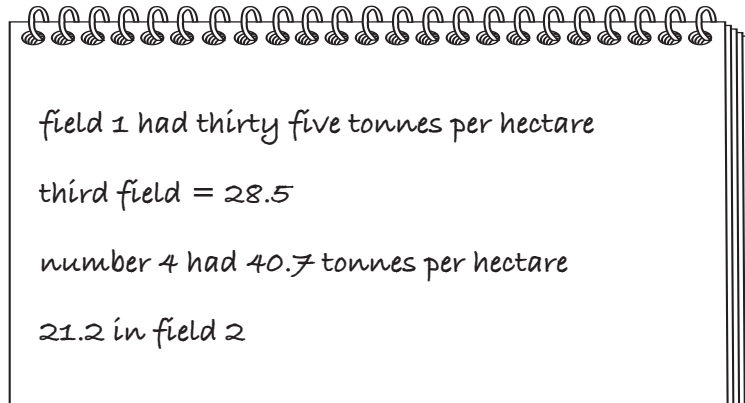 field 1 had thirty five tonnes per hectare
third field = 28.5
number 4 had 40.7 tonnes per hectare
21.2 in field 2